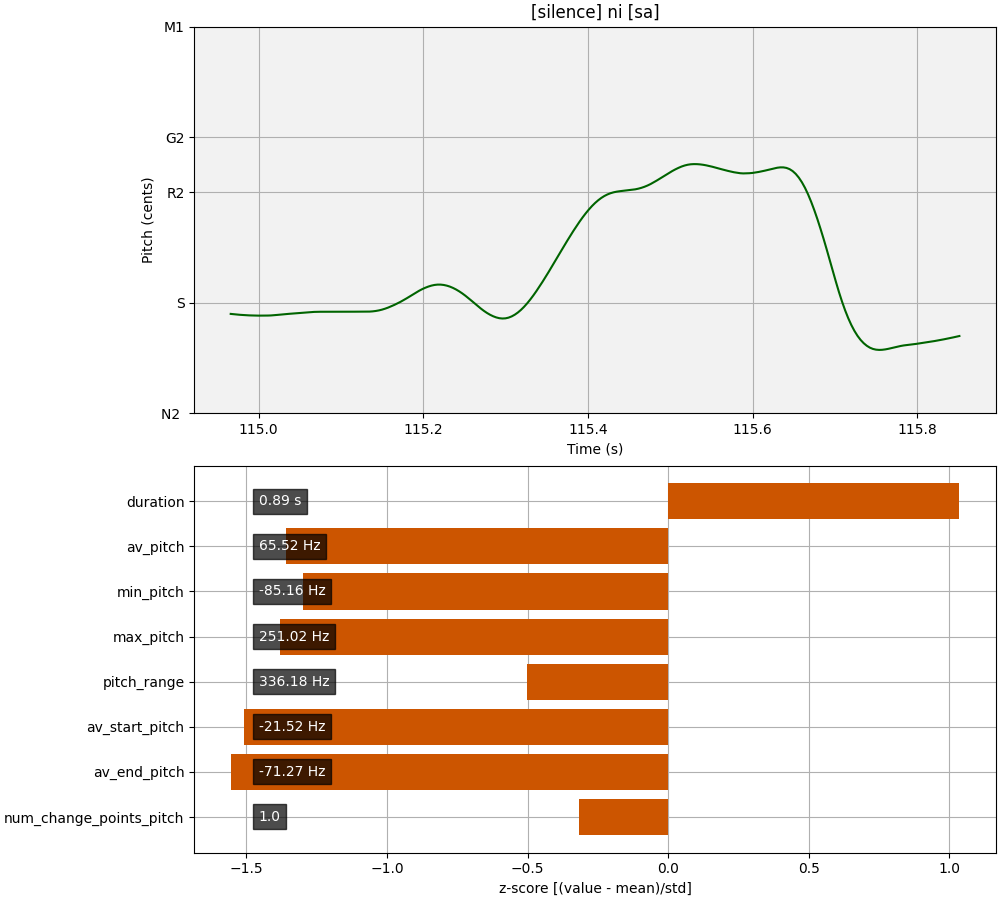 [silence] ni [sa]
M1
G2
R2
S
N2
Pitch (cents)
115.0 115.2 115.4 115.6 115.8
Time (s)
duration 0.89 s
av_pitch 65.52 Hz
min_pitch -85.16 Hz
max_pitch 251.02 Hz
pitch_range 336.18 Hz
av_start_pitch -21.52 Hz
av_end_pitch -71.27 Hz
num_change_points_pitch 1.0
−1.5 −1.0 −0.5 0.0 0.5 1.0
z-score [(value - mean)/std]